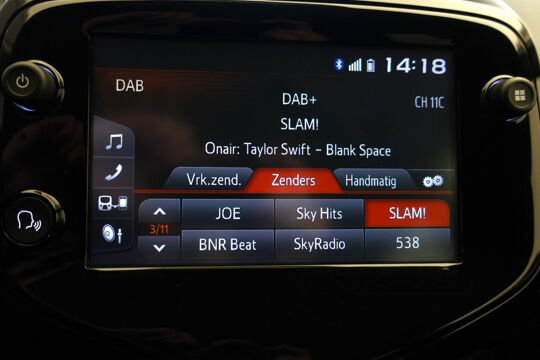 14:18
DAB
DAB+
CH 11C
SLAM!
Onair: Taylor Swift - Blank Space
Vrk.zend. Zenders Handmatig
JOE Sky Hits SLAM!
3/11
BNR Beat SkyRadio 538